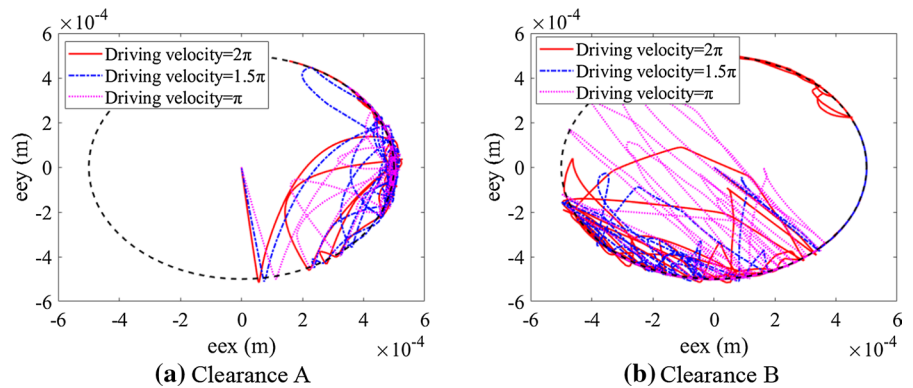 ×10⁻⁴
6
4
2
0
-2
-4
-6
eey (m)
Driving velocity=2π
Driving velocity=1.5π
Driving velocity=π
-6 -4 -2 0 2 4 6
eex (m)
×10⁻⁴
(a) Clearance A
×10⁻⁴
6
4
2
0
-2
-4
-6
eey (m)
Driving velocity=2π
Driving velocity=1.5π
Driving velocity=π
-6 -4 -2 0 2 4 6
eex (m)
×10⁻⁴
(b) Clearance B